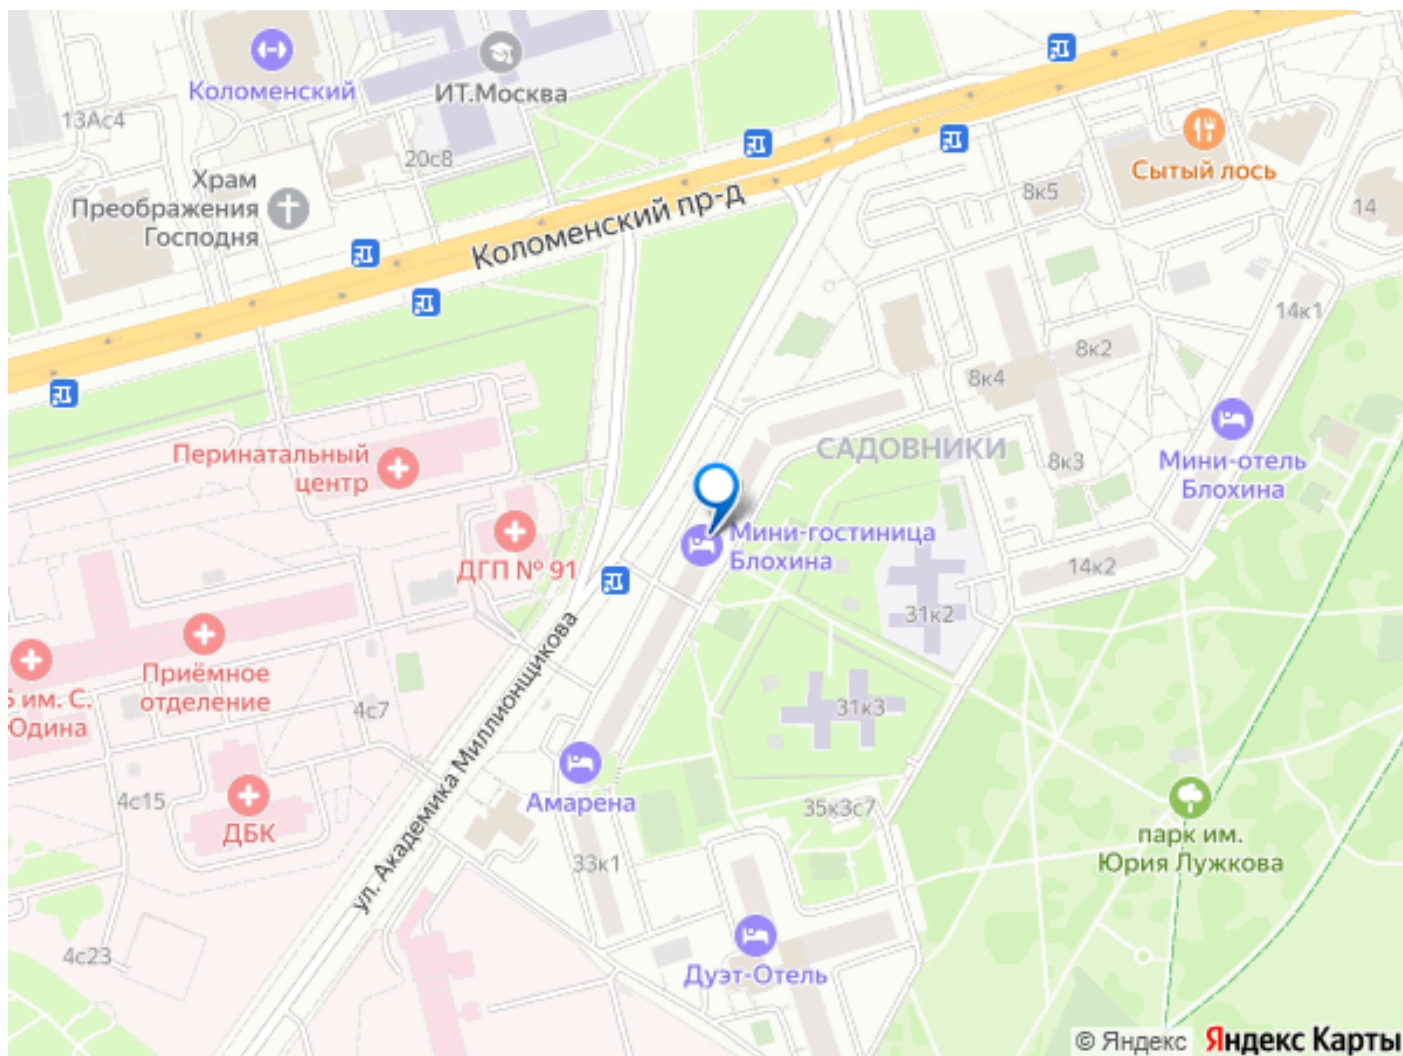 Коломенский
ИТ.Москва
13Ас4
20с8
Храм
Преображения
Господня
Коломенский пр-д
Сытый лось
8к5
14
14к1
8к2
8к4
САДОВНИКИ
8к3
Мини-отель
Блохина
Перинатальный
центр
Мини-гостиница
Блохина
ДГП № 91
14к2
31к2
ул. Академика Миллионщикова
Приёмное
отделение
им. С.
Юдина
4с7
31к3
Амарена
4с15
ДБК
35к3с7
парк им.
Юрия Лужкова
33к1
4с23
Дуэт-Отель
© Яндекс Яндекс Карты